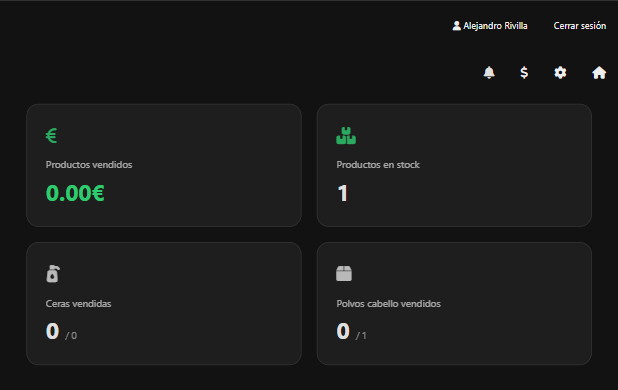 Alejandro Rivilla Cerrar sesión
$
€
Productos vendidos
0.00€
Productos en stock
1
Ceras vendidas
0 / 0
Polvos cabello vendidos
0 / 1